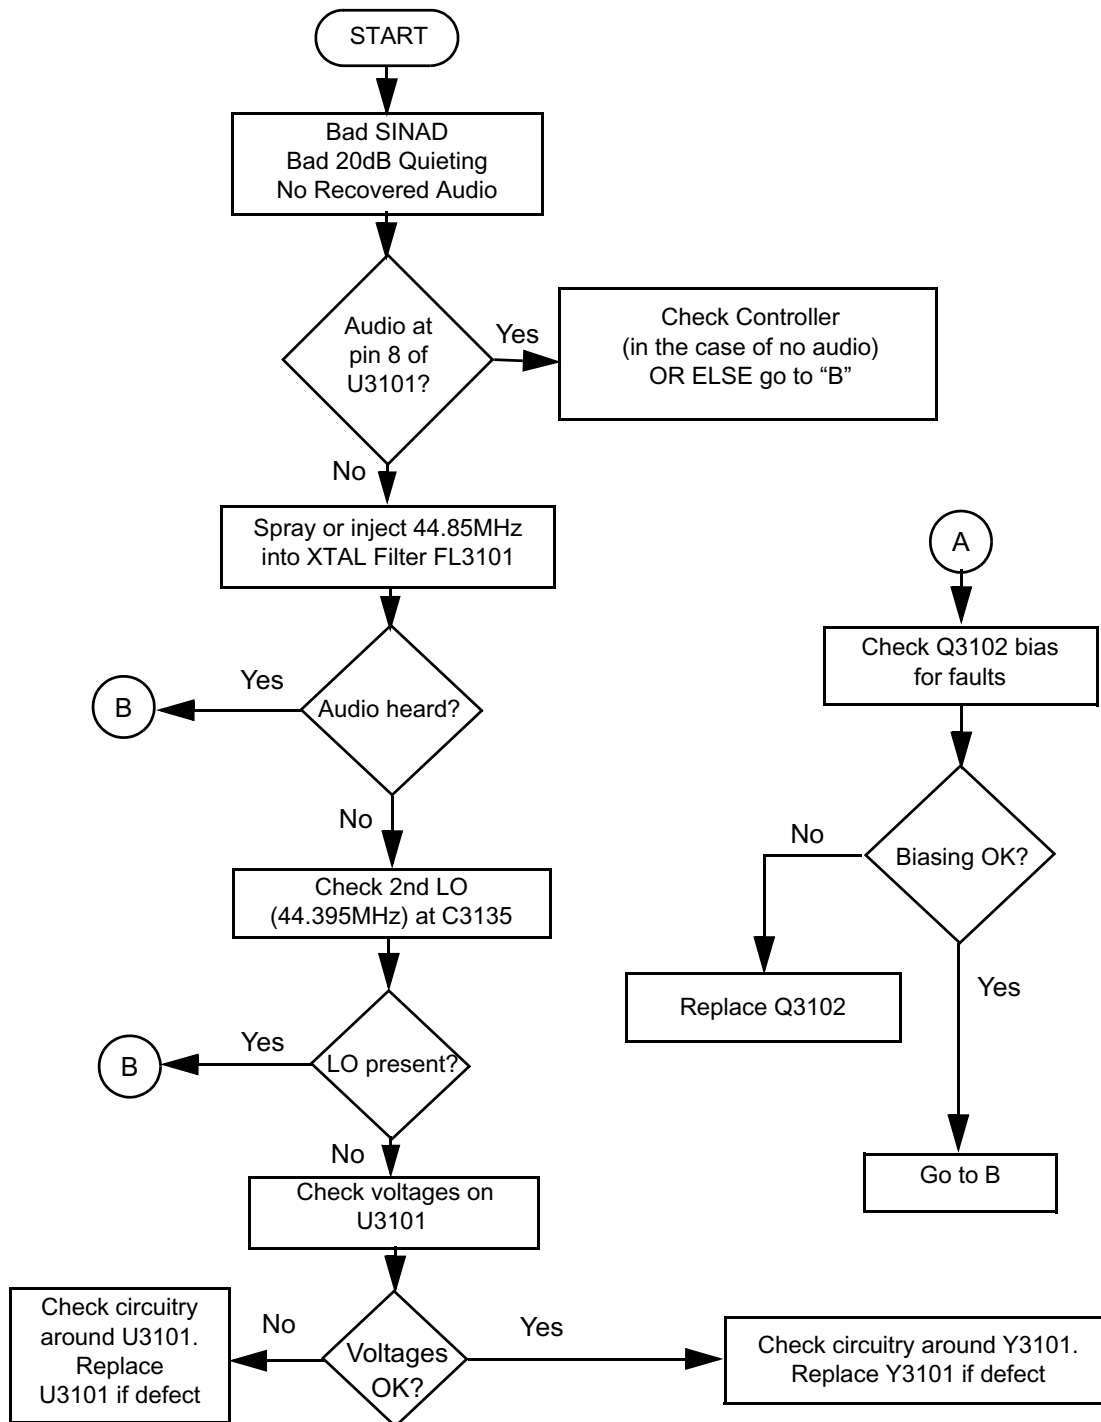 START
Bad SINAD
Bad 20dB Quieting
No Recovered Audio
Audio at
pin 8 of
U3101?
Yes
Check Controller
(in the case of no audio)
OR ELSE go to “B”
No
Spray or inject 44.85MHz
into XTAL Filter FL3101
Audio heard?
Yes
B
No
Check 2nd LO
(44.395MHz) at C3135
LO present?
Yes
B
No
Check voltages on
U3101
Voltages
OK?
No
Check circuitry
around U3101.
Replace
U3101 if defect
Yes
Check circuitry around Y3101.
Replace Y3101 if defect
A
Check Q3102 bias
for faults
Biasing OK?
No
Replace Q3102
Yes
Go to B